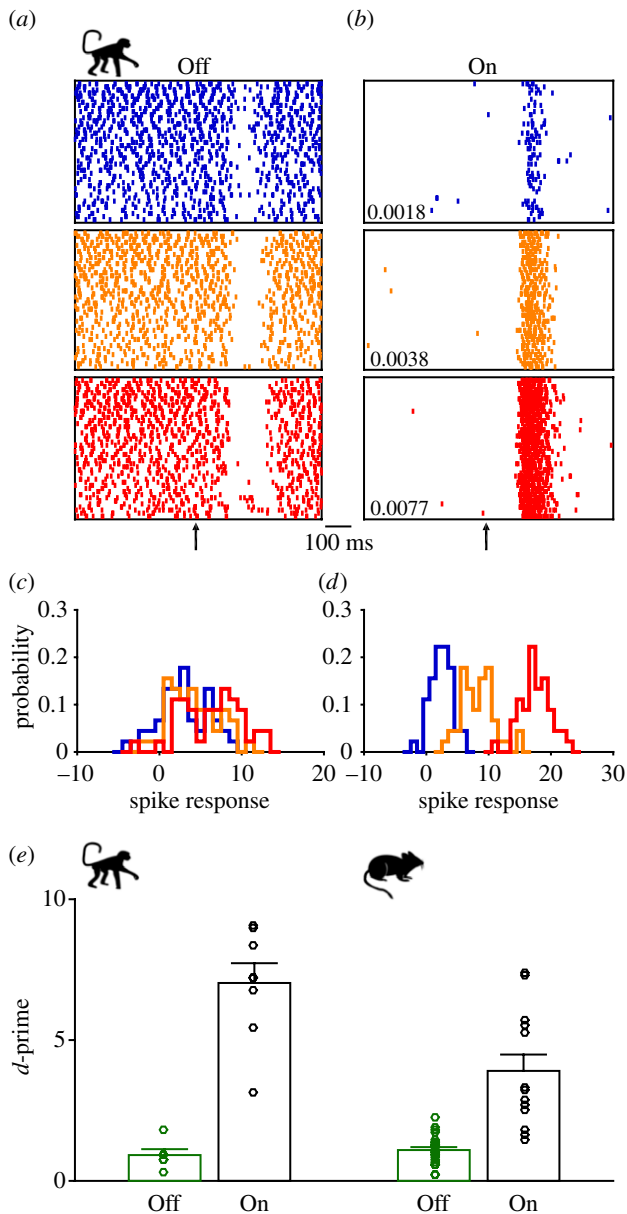 (a)
(b)
Off
On
0.0018
0.0038
0.0077
100 ms
(c)
(d)
probability
0.3
0.2
0.1
0
−10
0
10
20
spike response
0.3
0.2
0.1
0
−10
0
10
20
30
spike response
(e)
d-prime
10
5
0
Off
On
Off
On